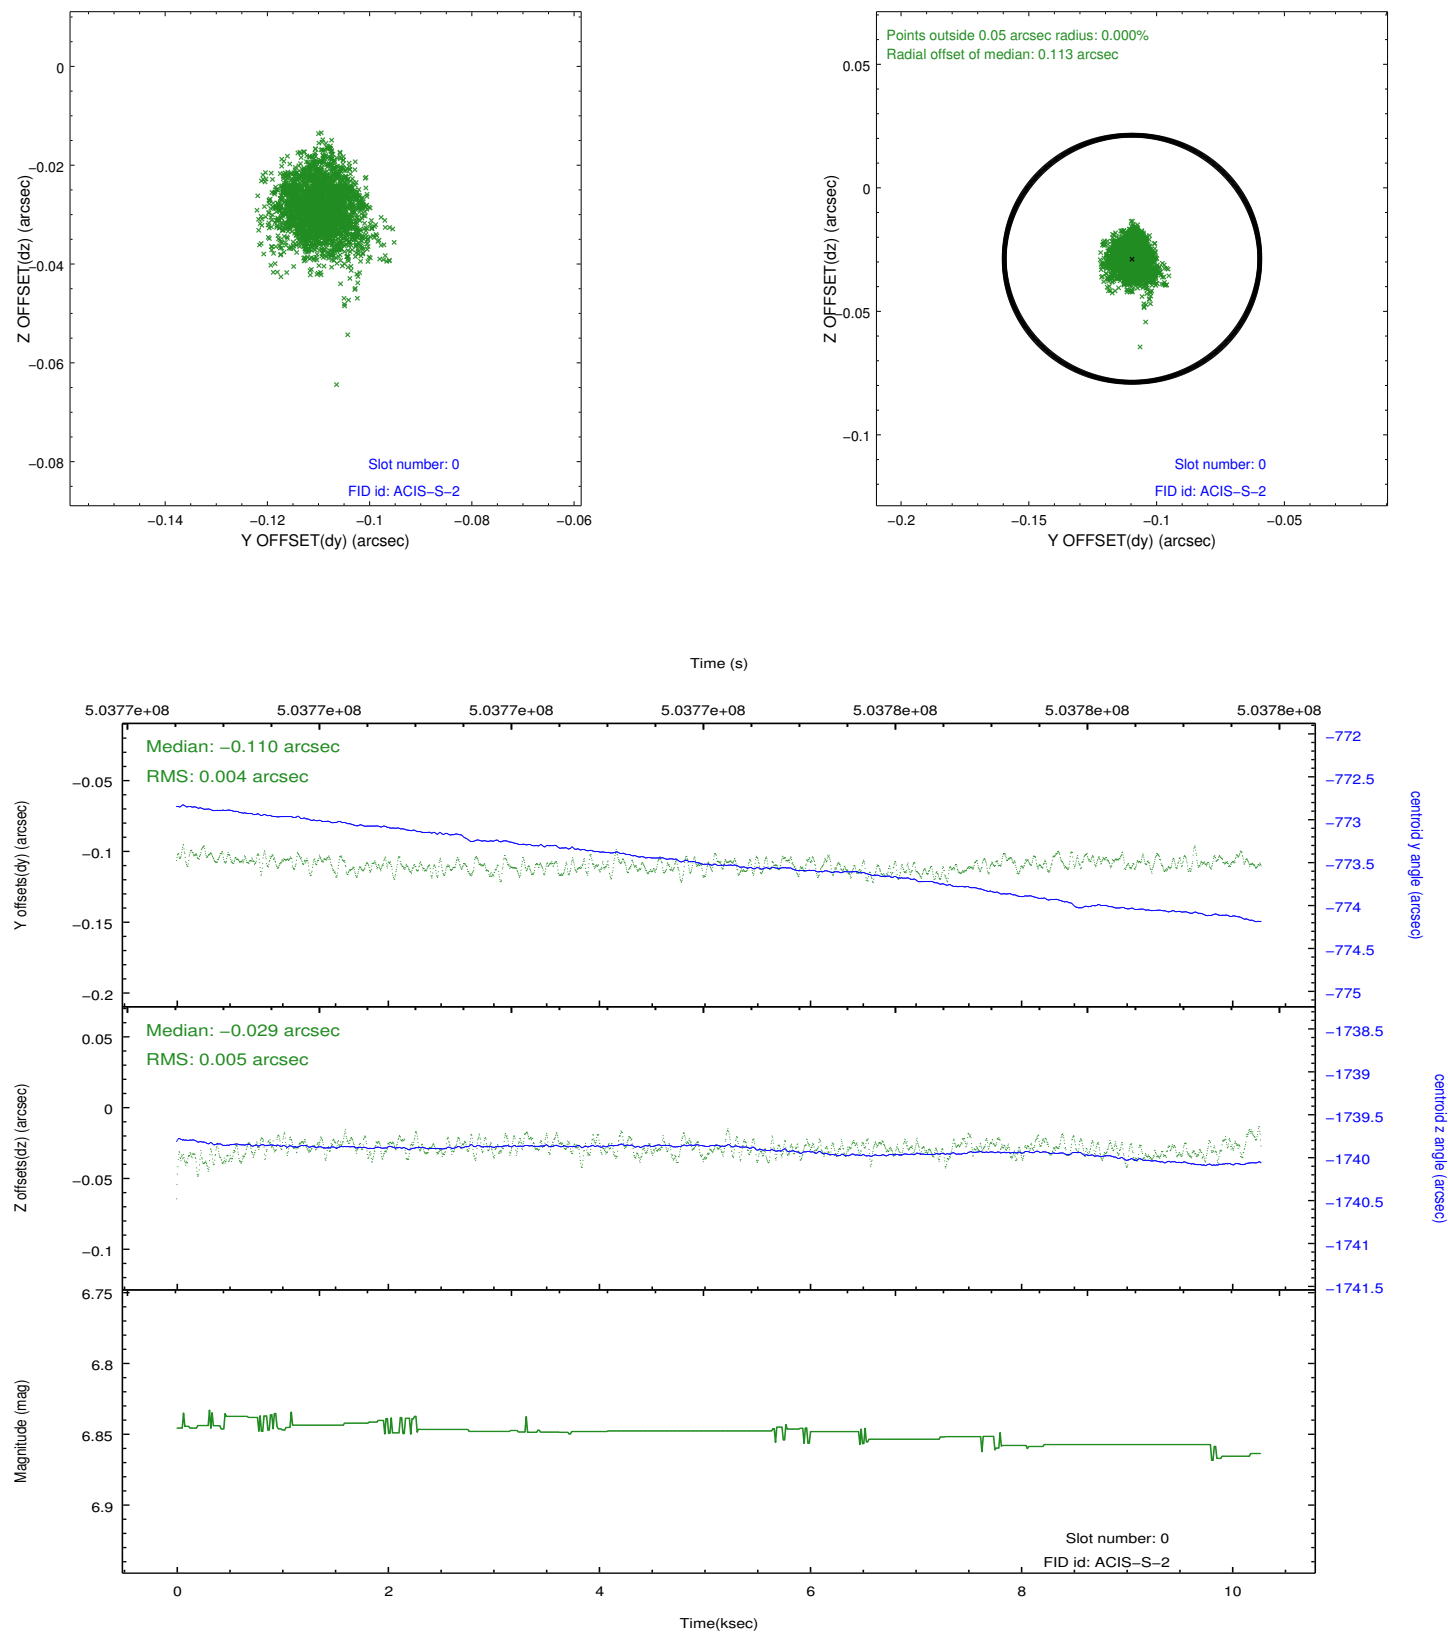 0
−0.02
−0.04
−0.06
−0.08
Z OFFSET(dz) (arcsec)
Slot number: 0
FID id: ACIS−S−2
−0.14
−0.12
−0.1
−0.08
−0.06
Y OFFSET(dy) (arcsec)
Points outside 0.05 arcsec radius: 0.000%
Radial offset of median: 0.113 arcsec
0.05
0
−0.05
−0.1
Z OFFSET(dz) (arcsec)
Slot number: 0
FID id: ACIS−S−2
−0.2
−0.15
−0.1
−0.05
Y OFFSET(dy) (arcsec)
Time (s)
5.0377e+08
5.0377e+08
5.0377e+08
5.0377e+08
5.0378e+08
5.0378e+08
5.0378e+08
Median: −0.110 arcsec
RMS: 0.004 arcsec
−0.05
−0.1
−0.15
−0.2
Y offsets(dy) (arcsec)
−772
−772.5
−773
−773.5
−774
−774.5
−775
centroid y angle (arcsec)
Median: −0.029 arcsec
RMS: 0.005 arcsec
0.05
0
−0.05
−0.1
Z offsets(dz) (arcsec)
−1738.5
−1739
−1739.5
−1740
−1740.5
−1741
−1741.5
centroid z angle (arcsec)
6.75
6.8
6.85
6.9
Magnitude (mag)
Slot number: 0
FID id: ACIS−S−2
0
2
4
6
8
10
Time(ksec)